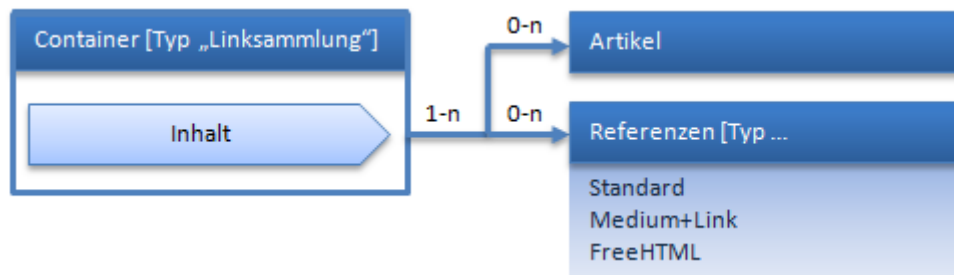 Container [Typ „Linksammlung“]
Inhalt
1-n
0-n
Artikel
0-n
Referenzen [Typ ...
Standard
Medium+Link
FreeHTML